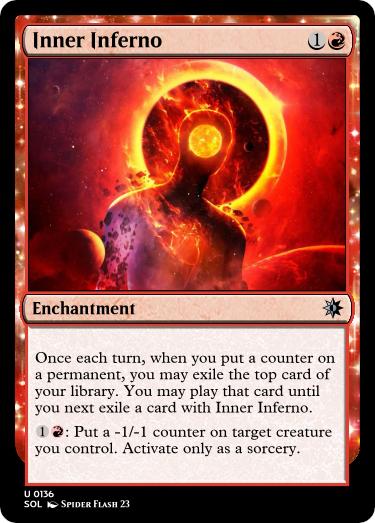 Inner Inferno 1
Enchantment
Once each turn, when you put a counter on
a permanent, you may exile the top card of
your library. You may play that card until
you next exile a card with Inner Inferno.
1 : Put a -1/-1 counter on target creature
you control. Activate only as a sorcery.
U 0136
SOL Spider Flash 23